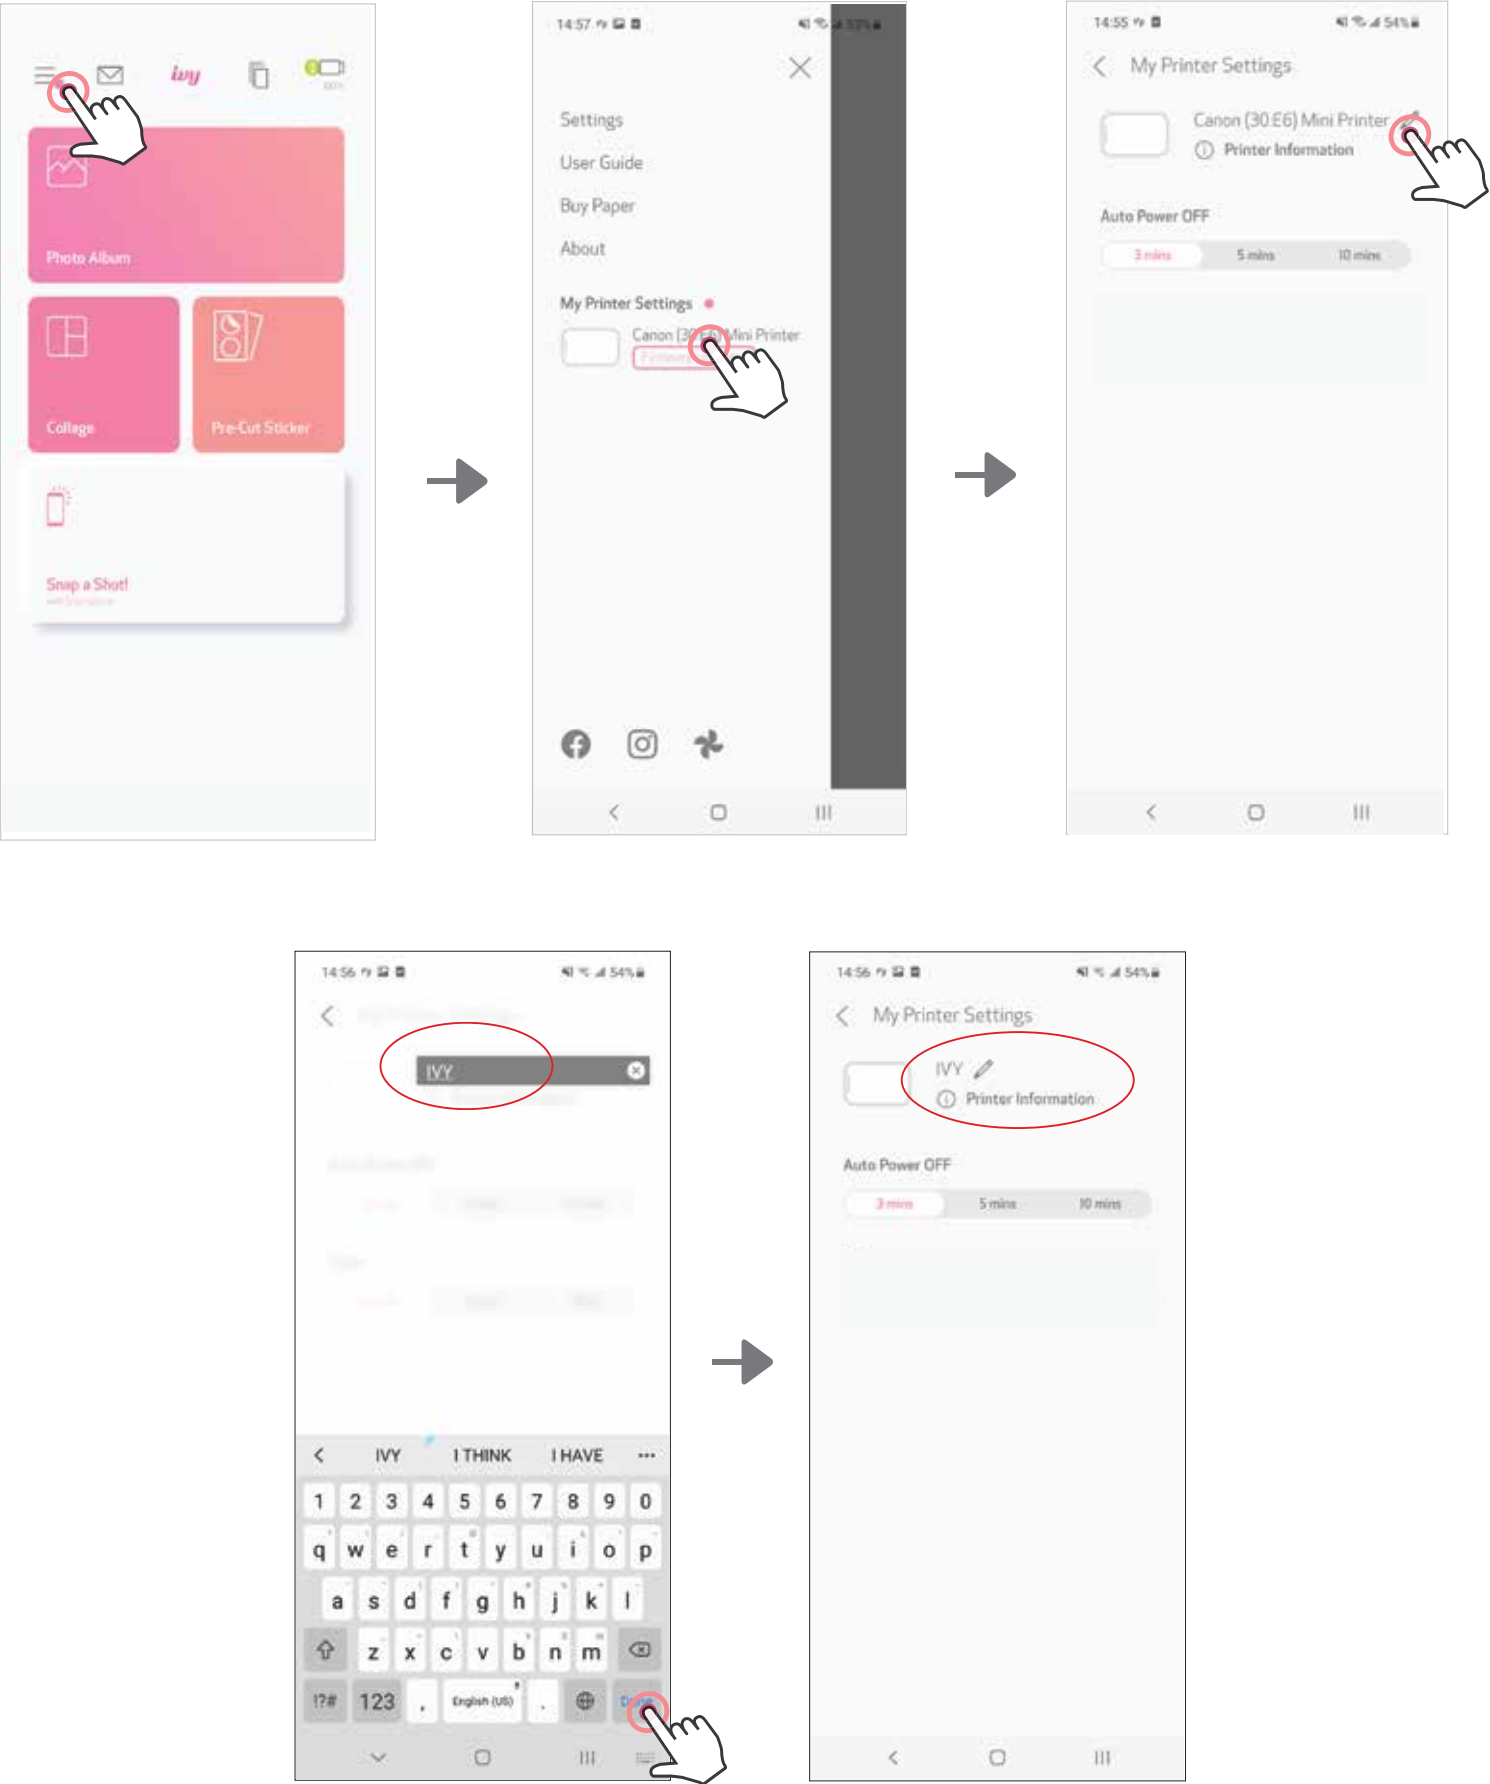 ivy
Photo Album
Collage
Pre-Cut Sticker
Snap a Shot!
14:57
Settings
User Guide
Buy Paper
About
My Printer Settings
Canon (30:E6) Mini Printer
14:55 54%
My Printer Settings
Canon (30:E6) Mini Printer
Printer Information
Auto Power OFF
3 mins 5 mins 10 mins
14:56 54%
IVY
IVY I THINK I HAVE
1 2 3 4 5 6 7 8 9 0
q w e r t y u i o p
a s d f g h j k l
z x c v b n m
!?# 123 , English (US) . Done
14:56 54%
My Printer Settings
IVY
Printer Information
Auto Power OFF
3 mins 5 mins 10 mins